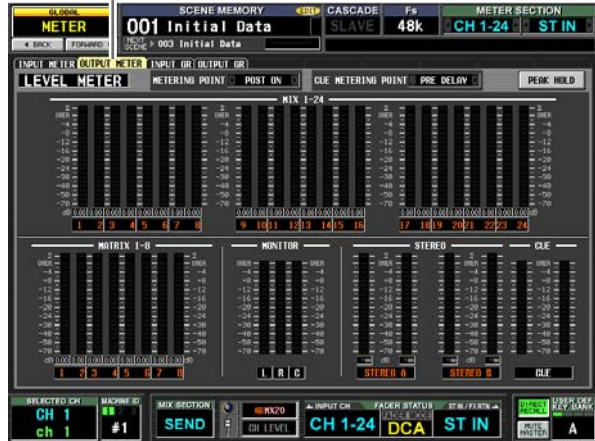 GLOBAL
METER
BACK
FORWARD
SCENE MEMORY
EDIT
001 Initial Data
NEXT SCENE
003 Initial Data
CASCADE
SLAVE
Fs
48k
METER SECTION
CH 1-24
ST IN
INPUT METER OUTPUT METER INPUT GR OUTPUT GR
LEVEL METER
METERING POINT POST ON
CUE METERING POINT PRE DELAY
PEAK HOLD
MIX 1-24
1 2 3 4 5 6 7 8
9 10 11 12 13 14 15 16
17 18 19 20 21 22 23 24
MATRIX 1-8
MONITOR
STEREO
CUE
1 2 3 4 5 6 7 8
L R C
STEREO A
STEREO B
CUE
SELECTED CH
CH 1
ch 1
MACHINE ID
#1
MIX SECTION
SEND
MX20
CH LEVEL
INPUT CH
CH 1-24
FADER STATUS
FADER MODE
DCA
ST IN/FX RTN
ST IN
DIRECT RECALL
MUTE MASTER
USER DEF KEY BANK
A